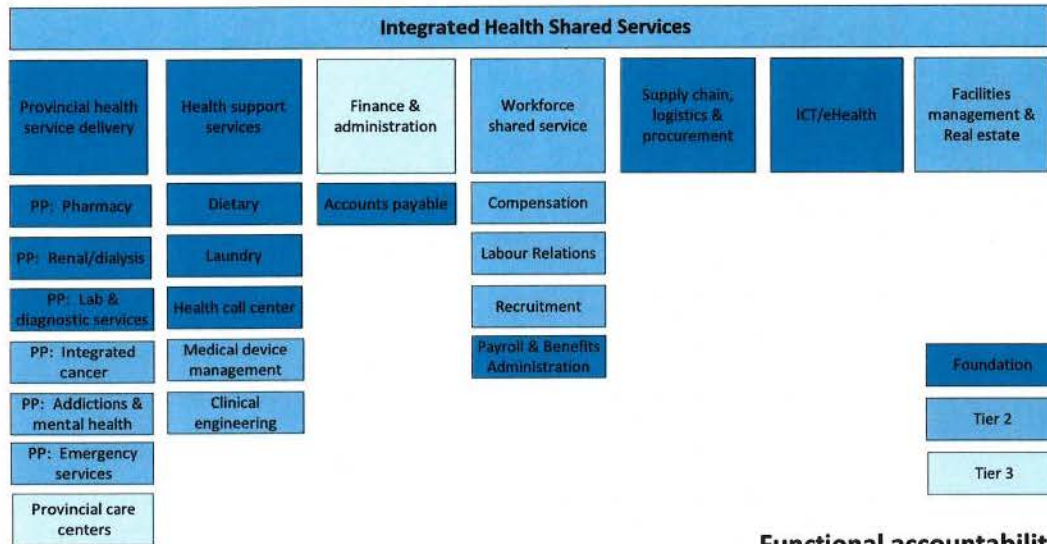 Integrated Health Shared Services
Provincial health
service delivery
Health support
services
Finance &
administration
Workforce
shared service
Supply chain,
logistics &
procurement
ICT/eHealth
Facilities
management &
Real estate
PP: Pharmacy
Dietary
Accounts payable
Compensation
PP: Renal/dialysis
Laundry
Labour Relations
PP: Lab &
diagnostic services
Health call center
Recruitment
PP: Integrated
cancer
Medical device
management
Payroll & Benefits
Administration
Foundation
PP: Addictions &
mental health
Clinical
engineering
Tier 2
PP: Emergency
services
Tier 3
Provincial care
centers